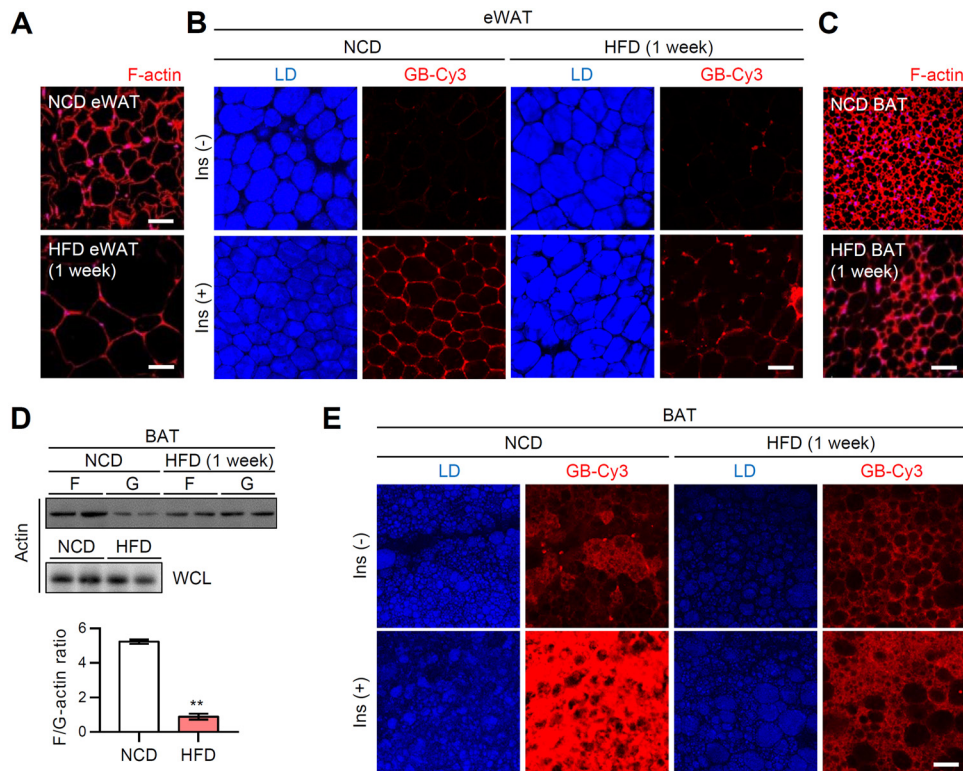 A
F-actin
NCD eWAT
HFD eWAT
(1 week)
B
eWAT
NCD HFD (1 week)
LD GB-Cy3 LD GB-Cy3
Ins (-)
Ins (+)
C
F-actin
NCD BAT
HFD BAT
(1 week)
D
BAT
NCD HFD (1 week)
F G F G
Actin
NCD HFD
WCL
F/G-actin ratio
6
4
2
0
**
NCD HFD
E
BAT
NCD HFD (1 week)
LD GB-Cy3 LD GB-Cy3
Ins (-)
Ins (+)